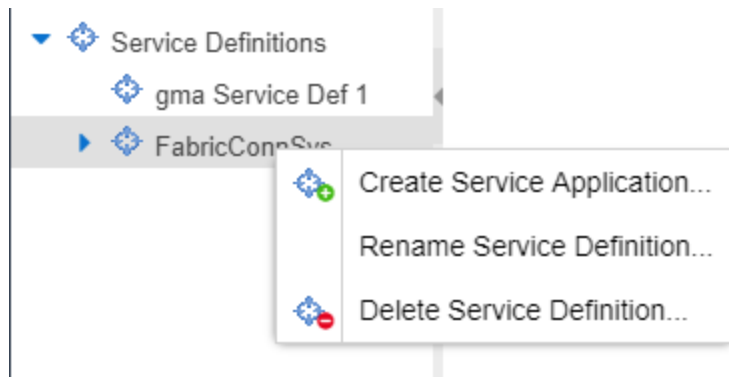 Service Definitions
gma Service Def 1
FabricConnSys
Create Service Application...
Rename Service Definition...
Delete Service Definition...